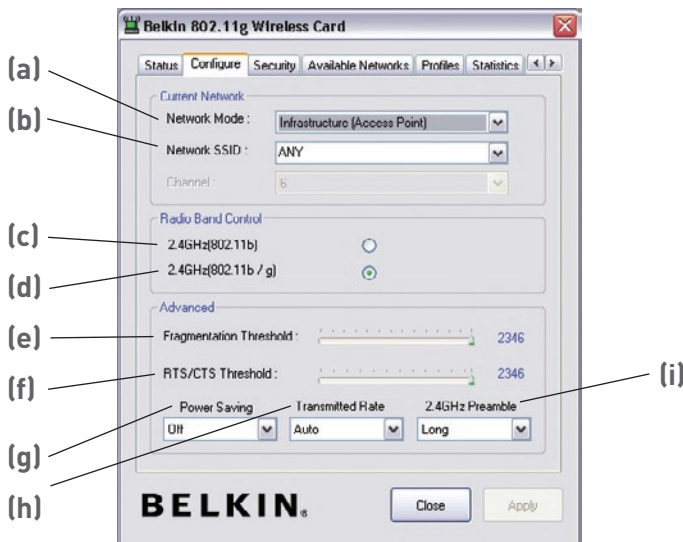 Belkin 802.11g Wireless Card
Status Configure Security Available Networks Profiles Statistics
(a)
Current Network
Network Mode : Infrastructure (Access Point)
(b)
Network SSID : ANY
Channel : 6
Radio Band Control
(c)
2.4GHz(802.11b)
(d)
2.4GHz(802.11b / g)
Advanced
(e)
Fragmentation Threshold : 2346
(f)
RTS/CTS Threshold : 2346
(i)
Power Saving Transmitted Rate 2.4GHz Preamble
Off Auto Long
(g)
(h)
BELKIN® Close Apply